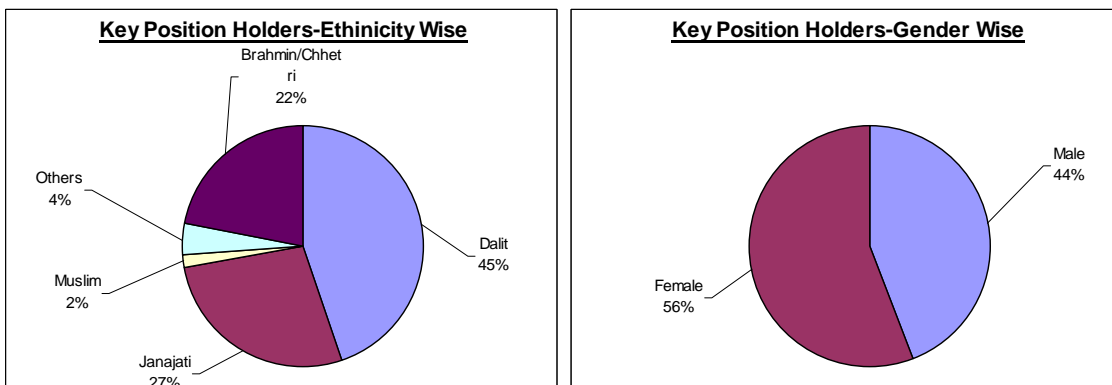 Key Position Holders-Ethinicity Wise
Brahmin/Chhet
ri
22%
Others
4%
Muslim
2%
Janajati
27%
Dalit
45%
Key Position Holders-Gender Wise
Male
44%
Female
56%